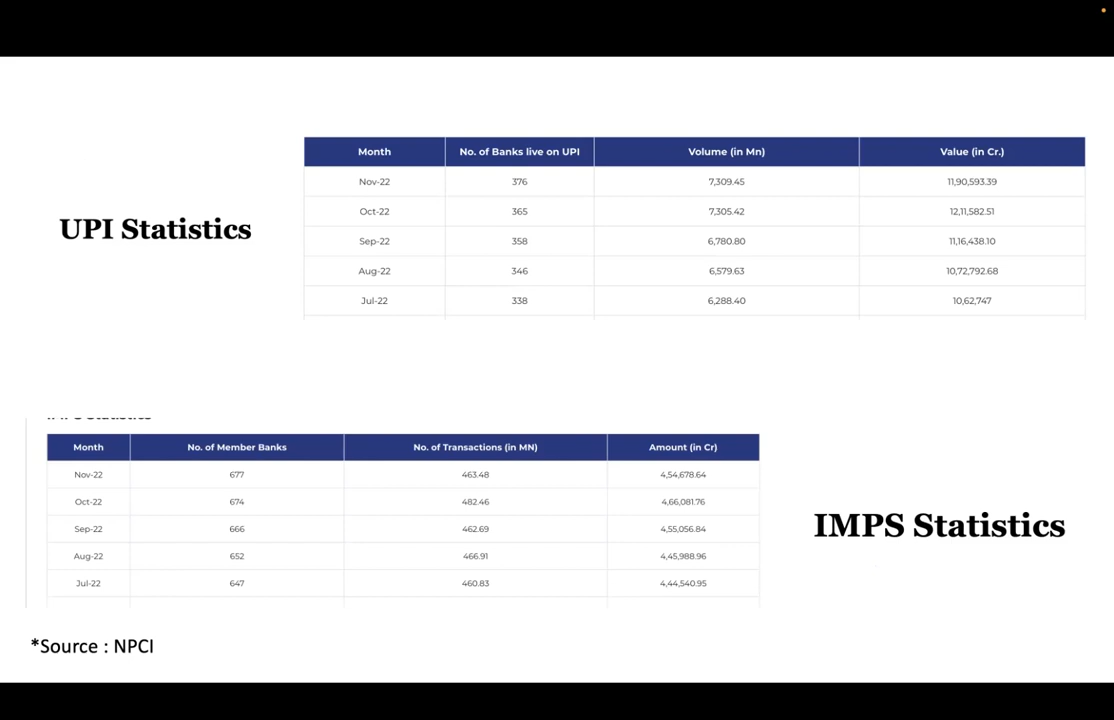 Month No. of Banks live on UPI Volume (in Mn) Value (in Cr.)
Nov-22 376 7,309.45 11,90,593.39
Oct-22 365 7,305.42 12,11,582.51
UPI Statistics
Sep-22 358 6,780.80 11,16,438.10
Aug-22 346 6,579.63 10,72,792.68
Jul-22 338 6,288.40 10,62,747
Month No. of Member Banks No. of Transactions (in MN) Amount (in Cr)
Nov-22 677 463.48 4,54,678.64
Oct-22 674 482.46 4,66,081.76
Sep-22 666 462.69 4,55,056.84
IMPS Statistics
Aug-22 652 466.91 4,45,988.96
Jul-22 647 460.83 4,44,540.95
*Source : NPCI